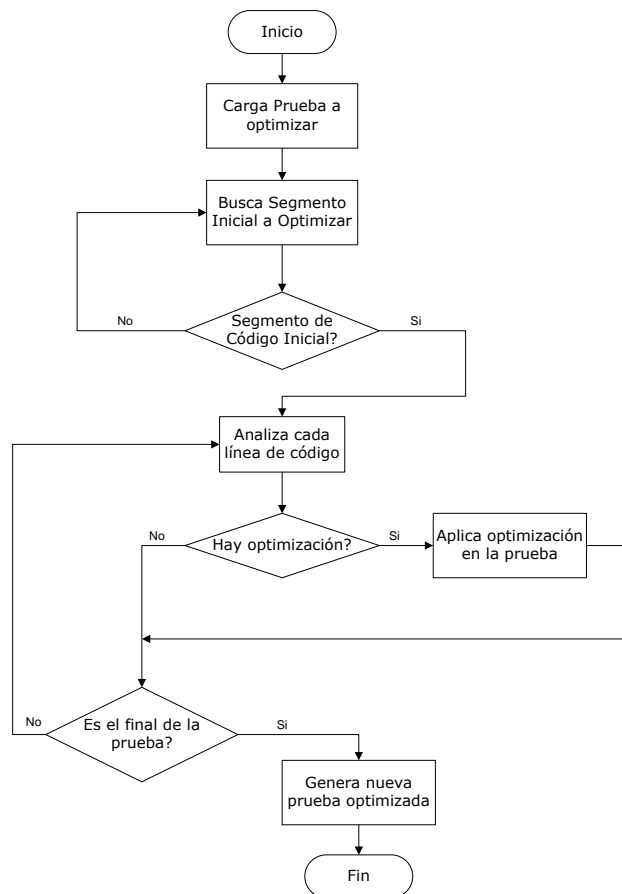 Inicio
Carga Prueba a
optimizar
Busca Segmento
Inicial a Optimizar
No
Segmento de
Código Inicial?
Si
Analiza cada
línea de código
No
Hay optimización?
Si
Aplica optimización
en la prueba
No
Es el final de la
prueba?
Si
Genera nueva
prueba optimizada
Fin